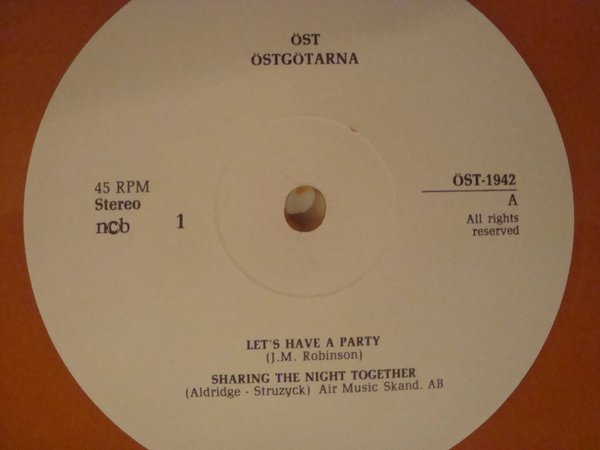 ÖST
ÖSTGÖTARNA
45 RPM
Stereo
ncb
1
ÖST-1942
A
All rights
reserved
LET'S HAVE A PARTY
(J.M. Robinson)
SHARING THE NIGHT TOGETHER
(Aldridge - Struzyck) Air Music Skand. AB